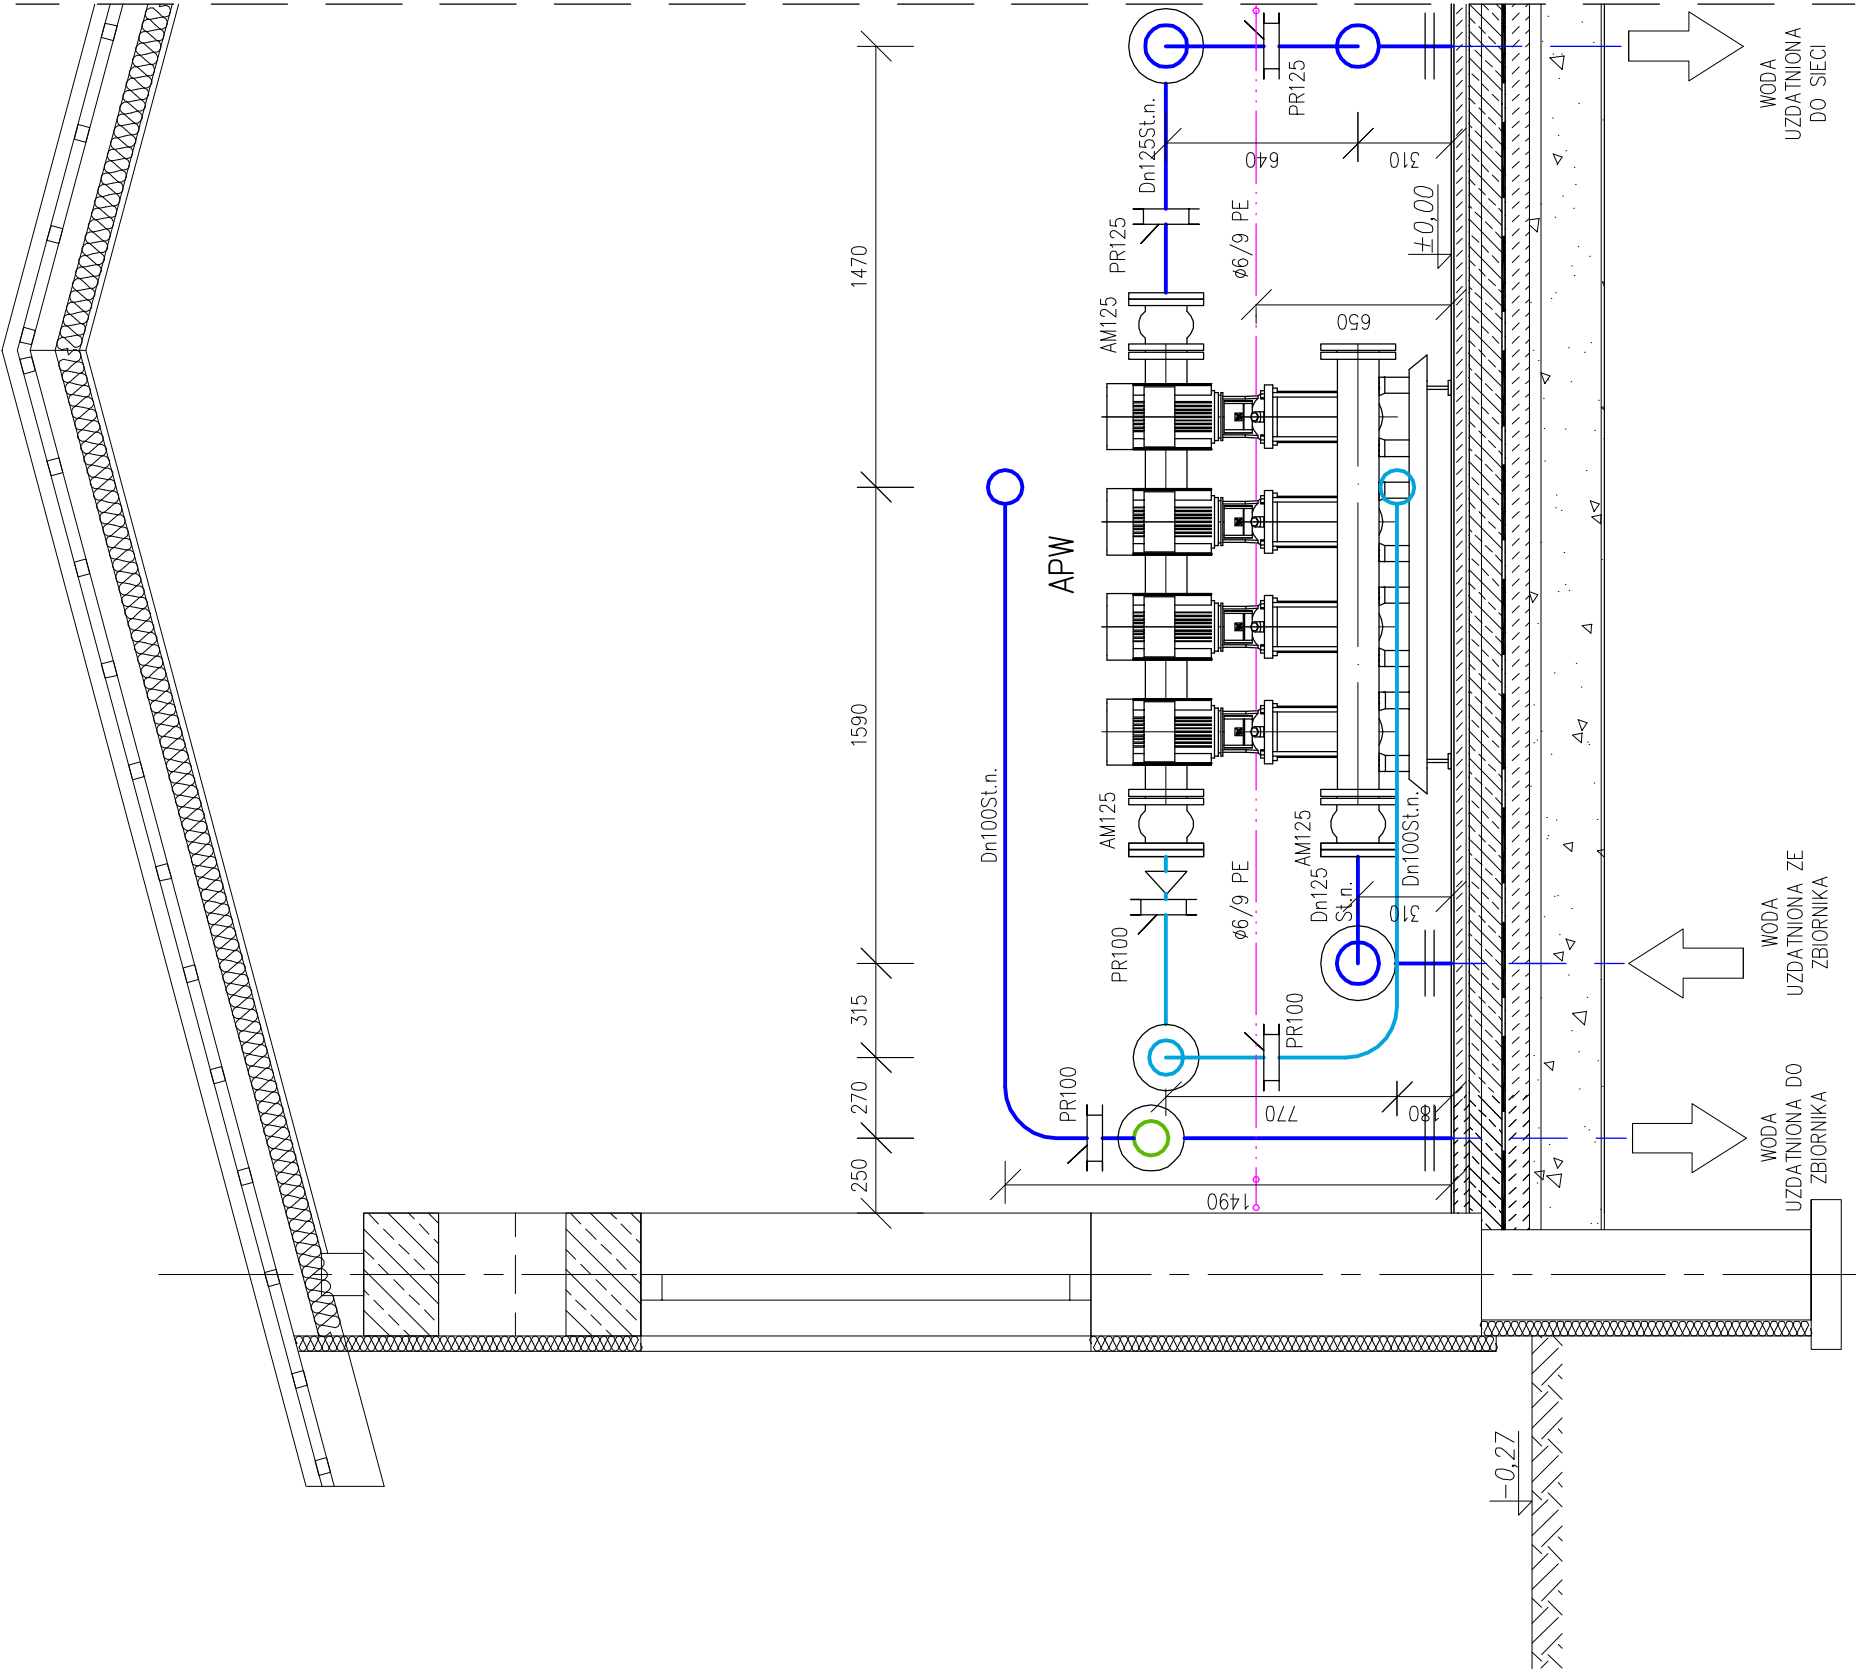 250
270
315
1590
1470
Dn100St.n.
APW
PR100
PR100
AM125
AM125
PR125
Dn125St.n.
ø6/9 PE
ø6/9 PE
PR100
AM125
Dn125
St.n.
Dn100St.n.
PR125
1490
770
180
310
650
640
310
±0,00
-0,27
WODA
UZDATNIONA DO
ZBIORNIKA
WODA
UZDATNIONA ZE
ZBIORNIKA
WODA
UZDATNIONA
DO SIECI